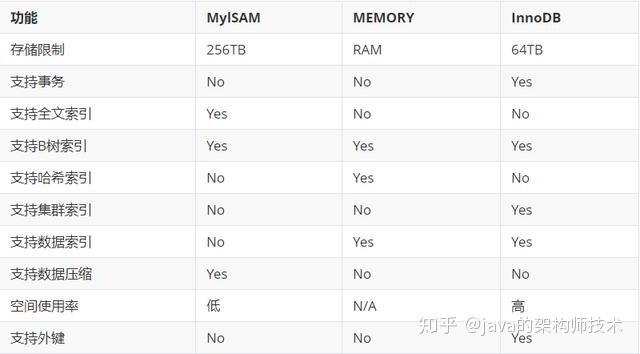 功能 MylSAM MEMORY InnoDB
存储限制 256TB RAM 64TB
支持事务 No No Yes
支持全文索引 Yes No No
支持B树索引 Yes Yes Yes
支持哈希索引 No Yes No
支持集群索引 No No Yes
支持数据索引 No Yes Yes
支持数据压缩 Yes No No
空间使用率 低 N/A 高
支持外键 No No Yes
知乎 @java的架构师技术